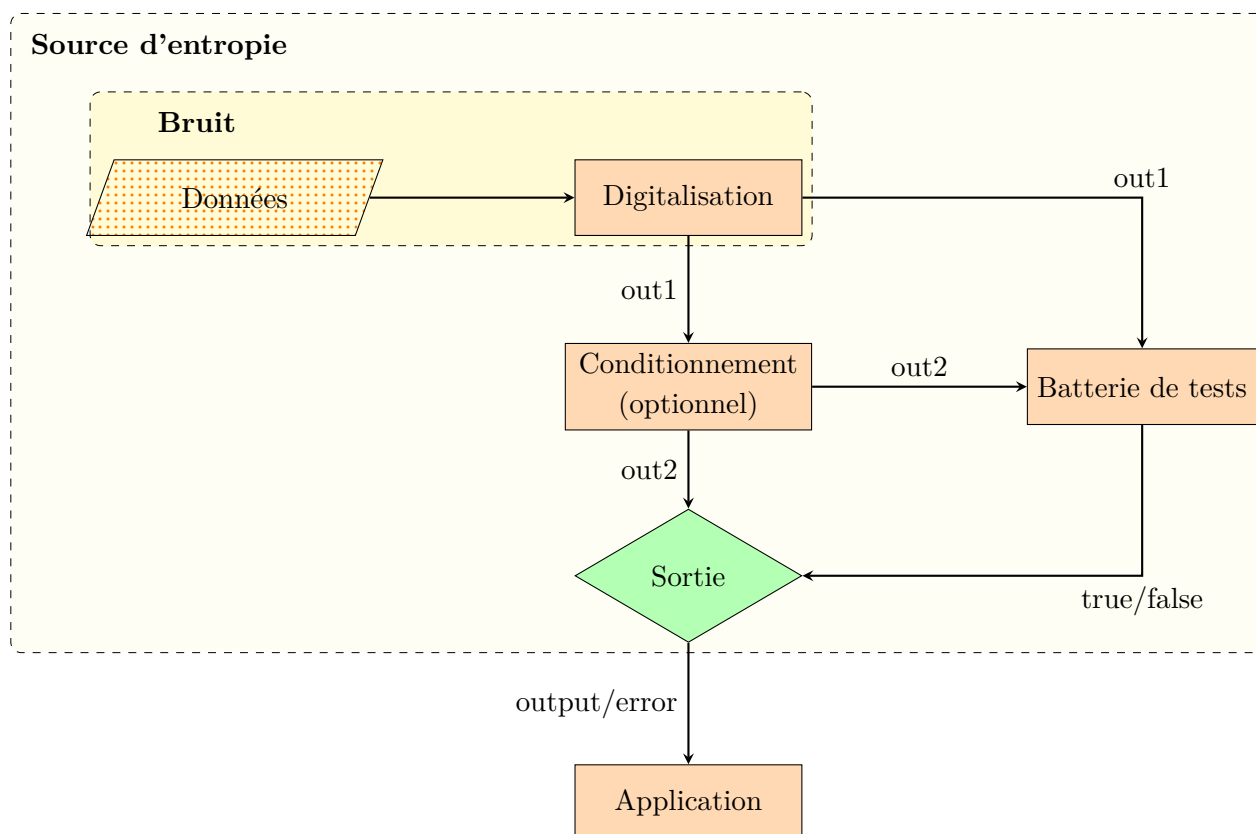 Source d'entropie
Bruit
Données
Digitalisation
out1
out1
Conditionnement
(optionnel)
out2
Batterie de tests
out2
Sortie
true/false
output/error
Application